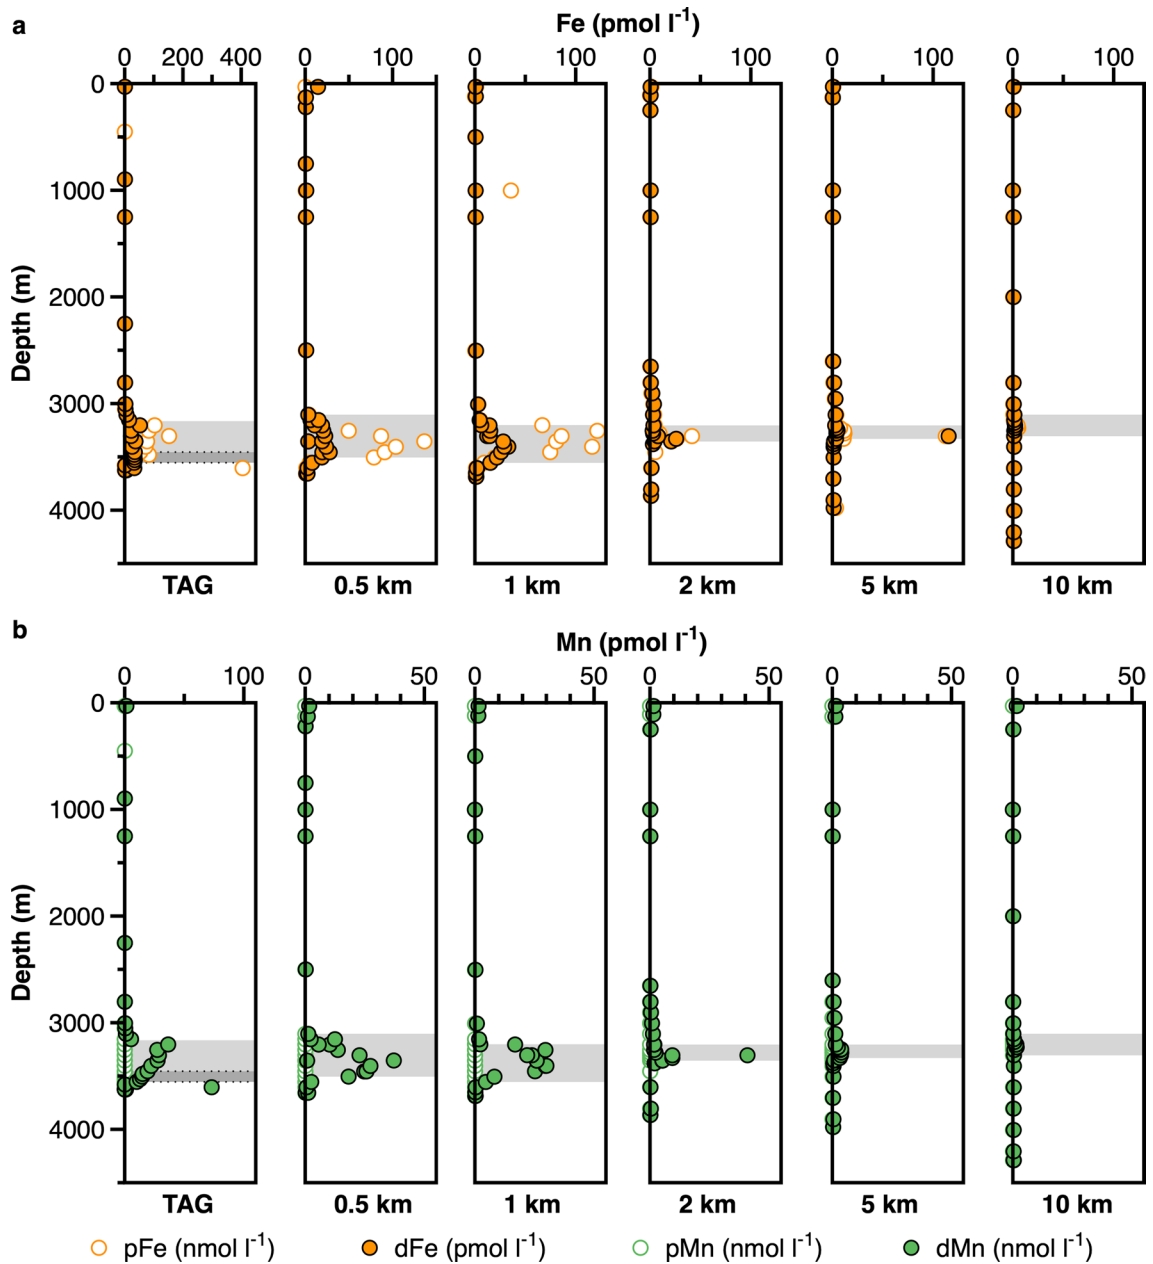 a
Fe (pmol l⁻¹)
0 200 400 0 100 0 100 0 100 0 100 0 100
0
1000
2000
3000
4000
Depth (m)
TAG 0.5 km 1 km 2 km 5 km 10 km
b
Mn (pmol l⁻¹)
0 100 0 50 0 50 0 50 0 50 0 50
0
1000
2000
3000
4000
Depth (m)
TAG 0.5 km 1 km 2 km 5 km 10 km
pFe (nmol l⁻¹) dFe (pmol l⁻¹) pMn (nmol l⁻¹) dMn (nmol l⁻¹)